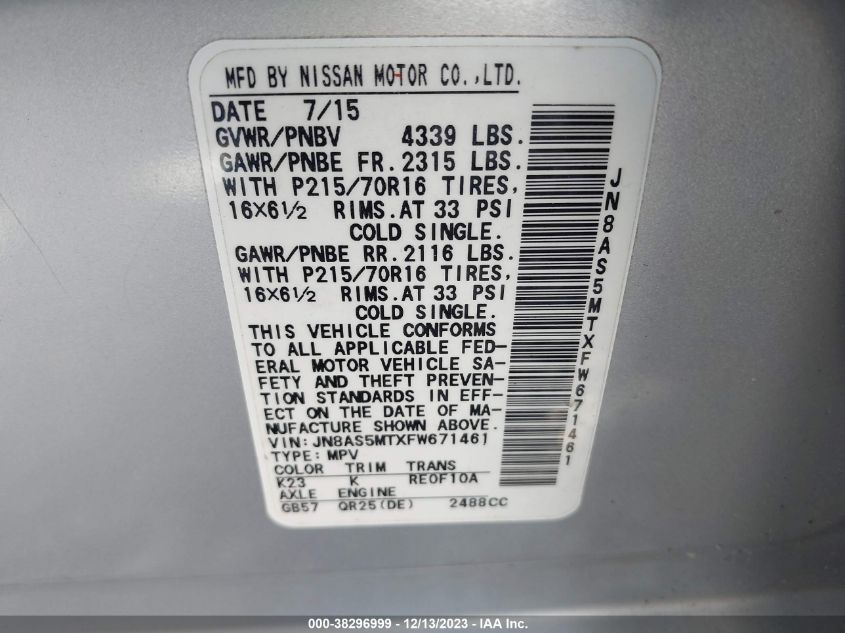 MFD BY NISSAN MOTOR CO.,LTD.
DATE 7/15
GVWR/PNBV 4339 LBS.
GAWR/PNBE FR.2315 LBS.
WITH P215/70R16 TIRES,
16X6½ RIMS.AT 33 PSI
COLD SINGLE.
GAWR/PNBE RR.2116 LBS.
WITH P215/70R16 TIRES,
16X6½ RIMS.AT 33 PSI
COLD SINGLE.
THIS VEHICLE CONFORMS
TO ALL APPLICABLE FED-
ERAL MOTOR VEHICLE SA-
FETY AND THEFT PREVEN-
TION STANDARDS IN EFF-
ECT ON THE DATE OF MA-
NUFACTURE SHOWN ABOVE.
VIN:JN8AS5MTXFW671461
TYPE:MPV
COLOR TRIM TRANS
K23 K RE0F10A
AXLE ENGINE
GB57 QR25(DE) 2488CC
JN8AS5MTXFW671461
000-38296999 - 12/13/2023 - IAA Inc.